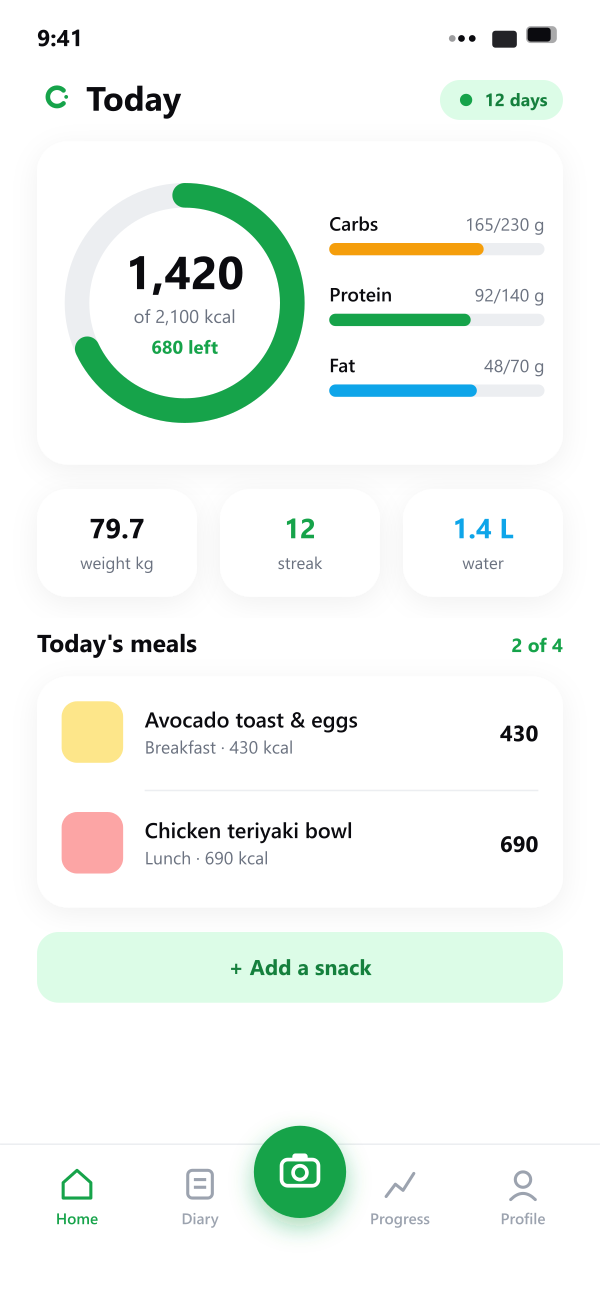 9:41
Today
12 days
1,420
of 2,100 kcal
680 left
Carbs
165/230 g
Protein
92/140 g
Fat
48/70 g
79.7
weight kg
12
streak
1.4 L
water
Today's meals
2 of 4
Avocado toast & eggs
Breakfast · 430 kcal
430
Chicken teriyaki bowl
Lunch · 690 kcal
690
+ Add a snack
Home
Diary
Progress
Profile